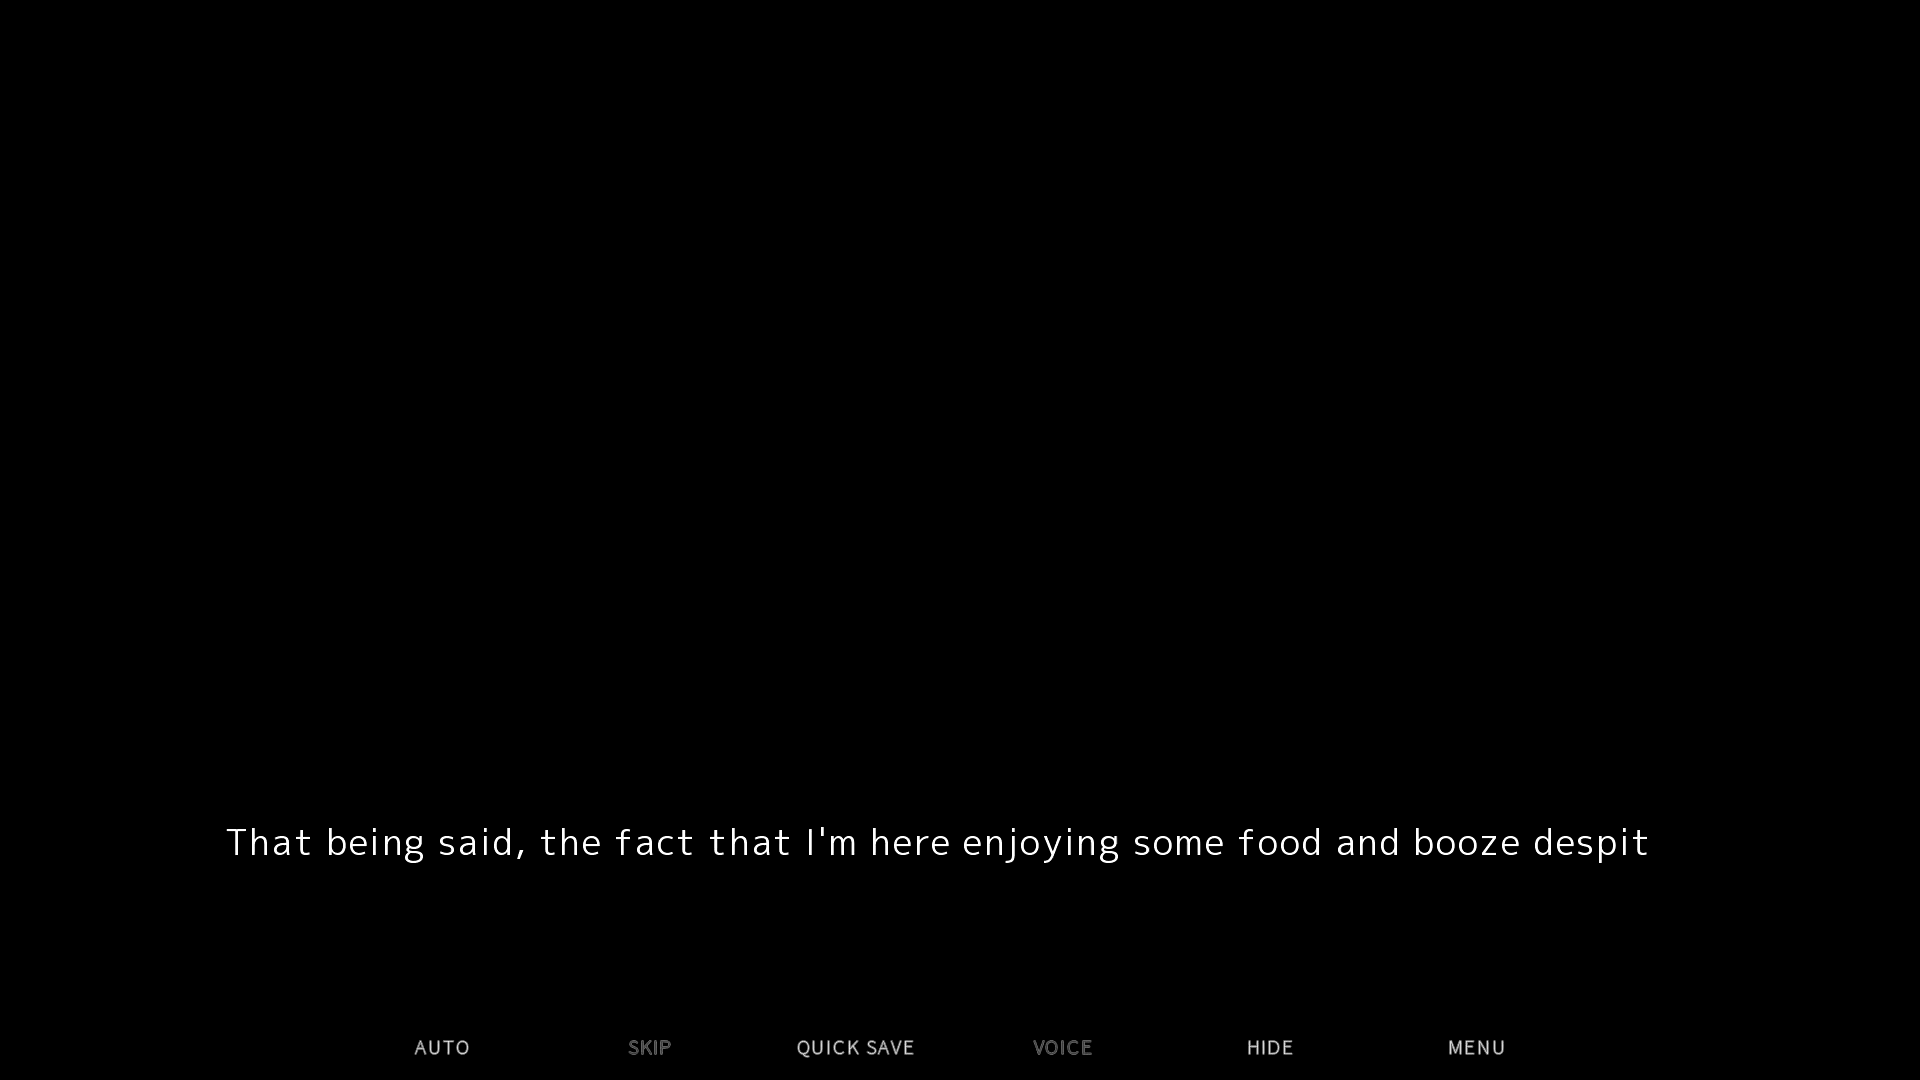 That being said, the fact that I'm here enjoying some food and booze despit
AUTO SKIP QUICK SAVE VOICE HIDE MENU